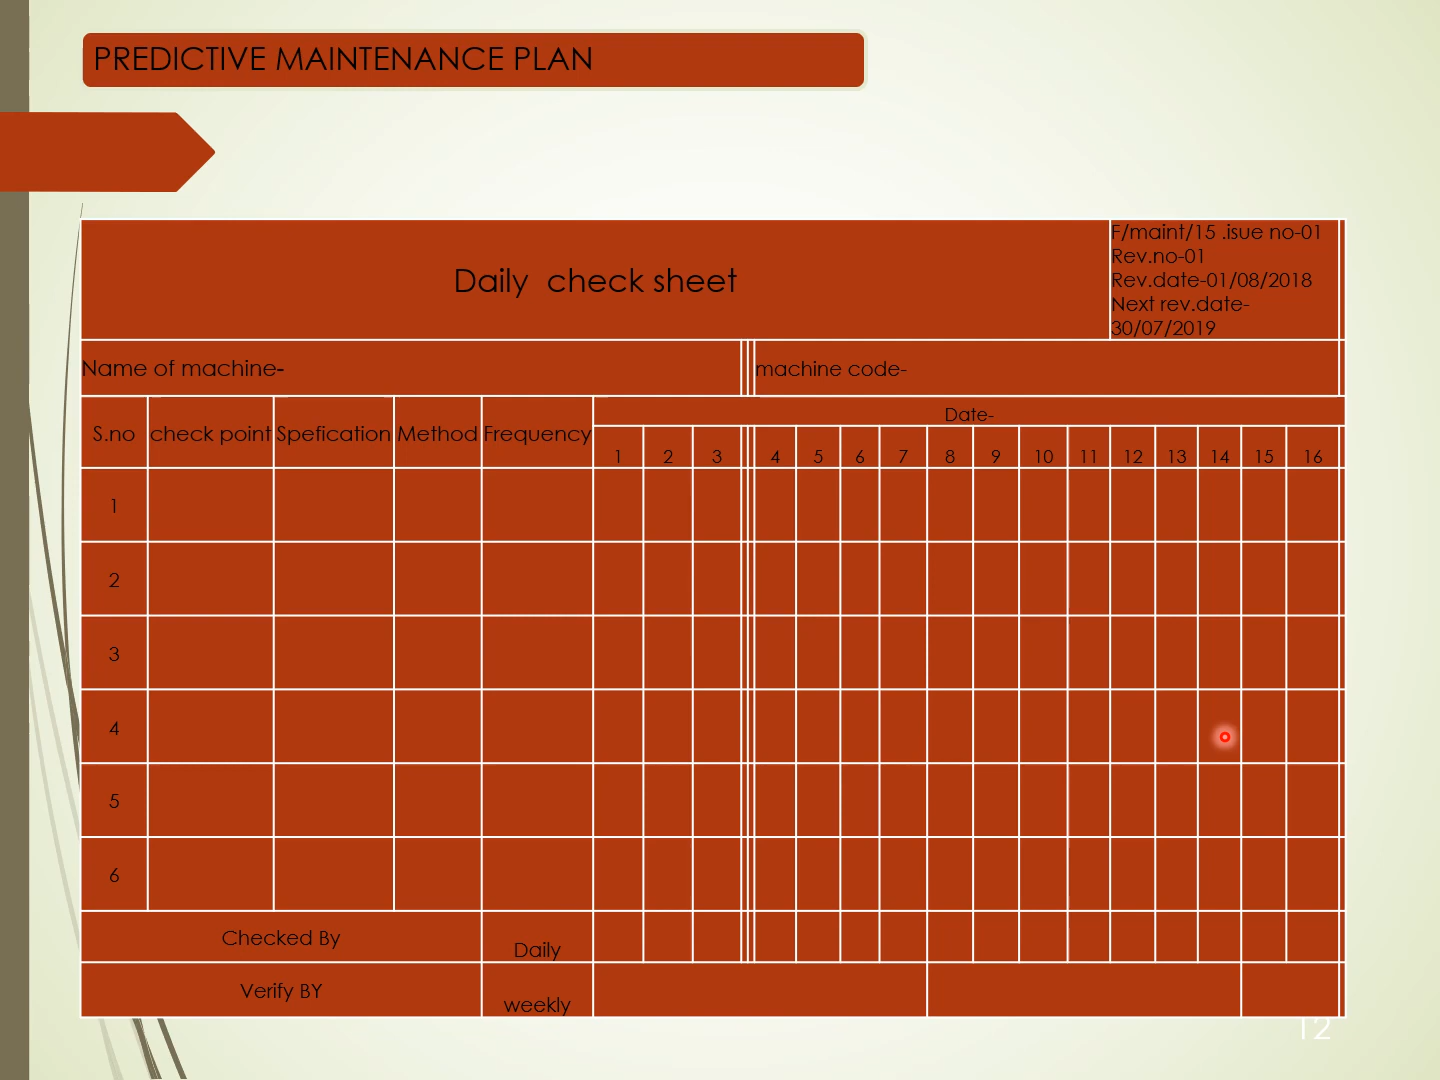 PREDICTIVE MAINTENANCE PLAN
Daily check sheet
F/maint/15 .isue no-01
Rev.no-01
Rev.date-01/08/2018
Next rev.date-
30/07/2019
Name of machine-
machine code-
S.no check point Spefication Method Frequency
Date-
1 2 3 4 5 6 7 8 9 10 11 12 13 14 15 16
1
2
3
4
5
6
Checked By Daily
Verify BY weekly
12